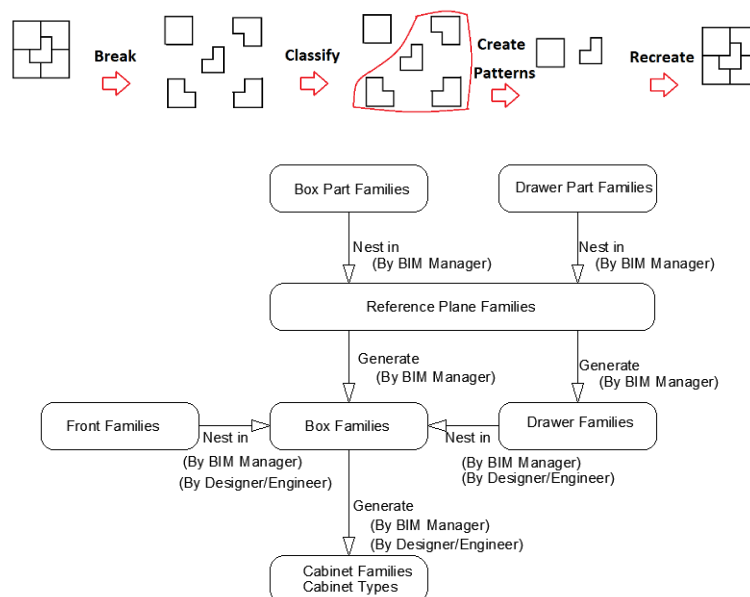 Break
Classify
Create
Patterns
Recreate
Box Part Families
Drawer Part Families
Nest in
(By BIM Manager)
Nest in
(By BIM Manager)
Reference Plane Families
Generate
(By BIM Manager)
Generate
(By BIM Manager)
Front Families
Box Families
Drawer Families
Nest in
(By BIM Manager)
(By Designer/Engineer)
Nest in
(By BIM Manager)
(By Designer/Engineer)
Generate
(By BIM Manager)
(By Designer/Engineer)
Cabinet Families
Cabinet Types